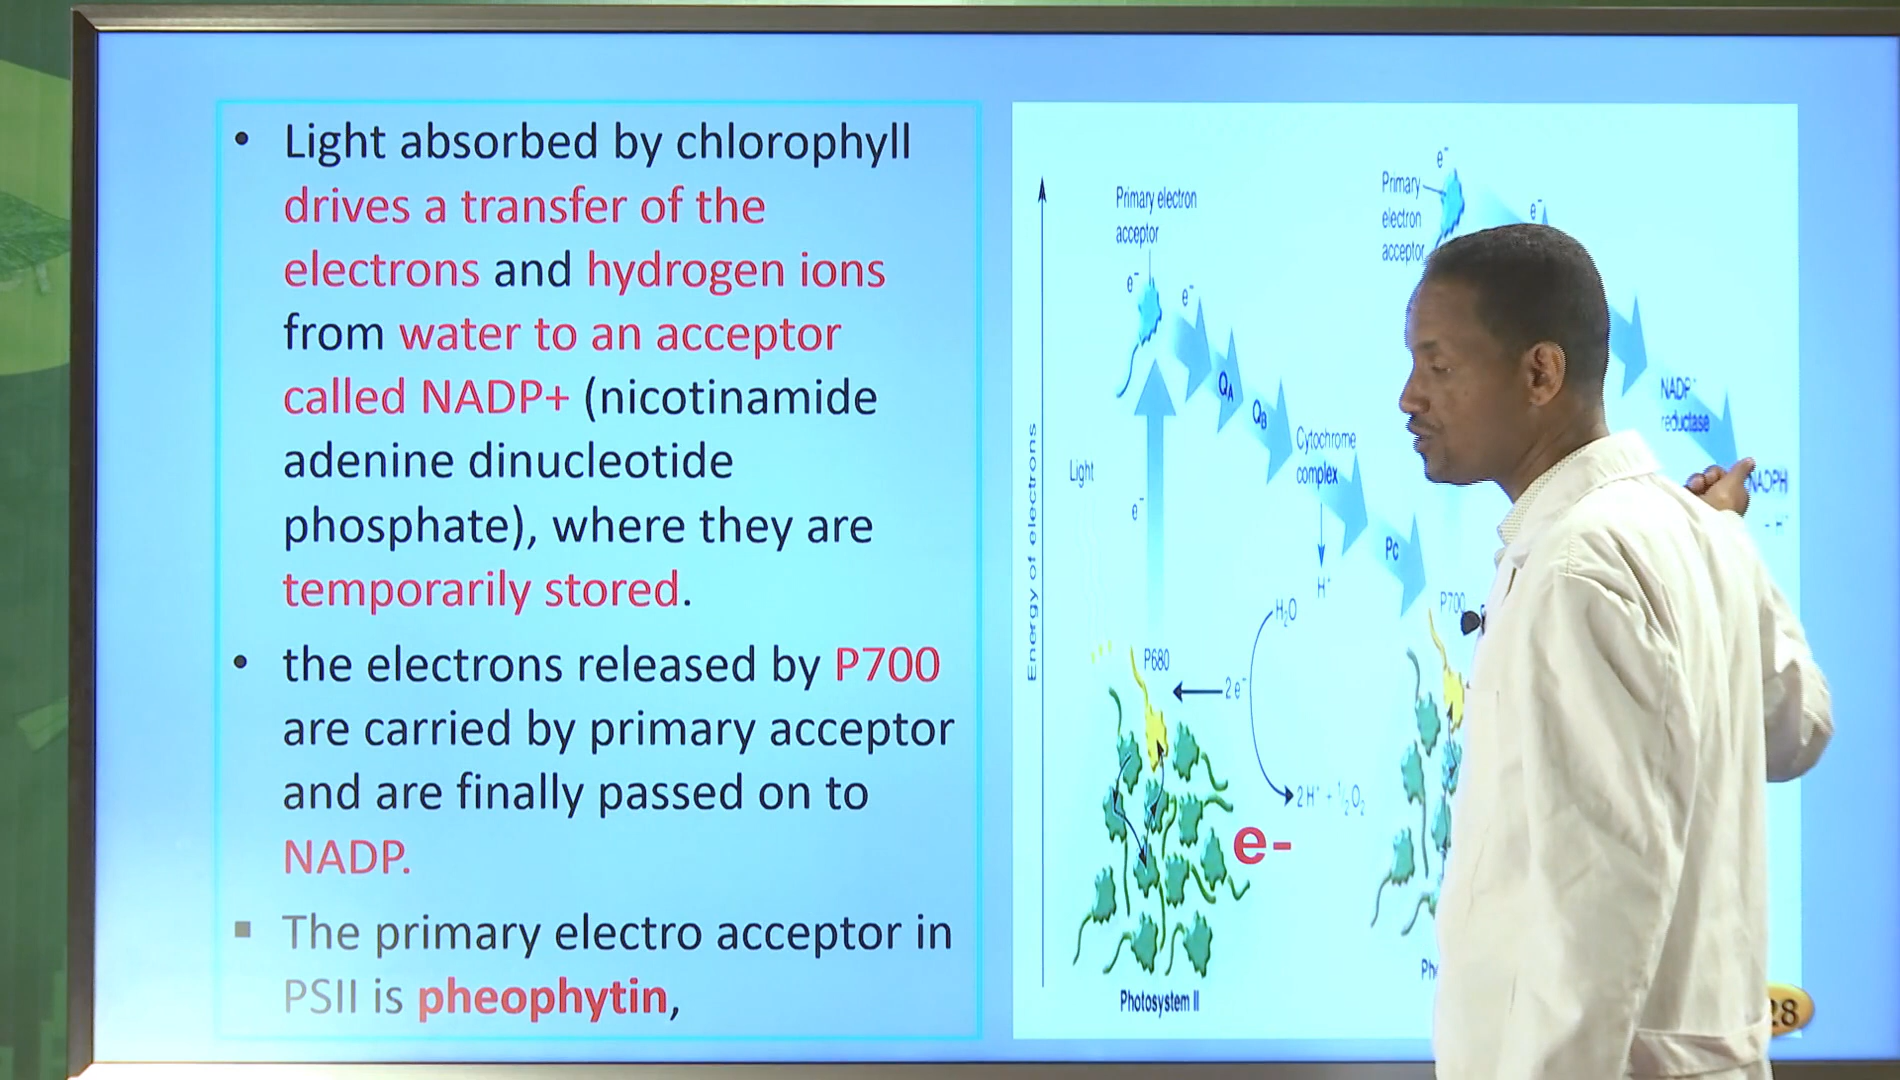 • Light absorbed by chlorophyll
drives a transfer of the
electrons and hydrogen ions
from water to an acceptor
called NADP+ (nicotinamide
adenine dinucleotide
phosphate), where they are
temporarily stored.
• the electrons released by P700
are carried by primary acceptor
and are finally passed on to
NADP.
▪ The primary electro acceptor in
PSII is pheophytin,
Energy of electrons
Primary electron
acceptor
e⁻
e⁻
Light
e⁻
QA
QB
Cytochrome
complex
H⁺
Pc
P680
2 e⁻
H₂O
2 H⁺ + ½O₂
e-
Photosystem II
e⁻
Primary
electron
acceptor
e⁻
P700
NADP⁺
reductase
NADPH
28